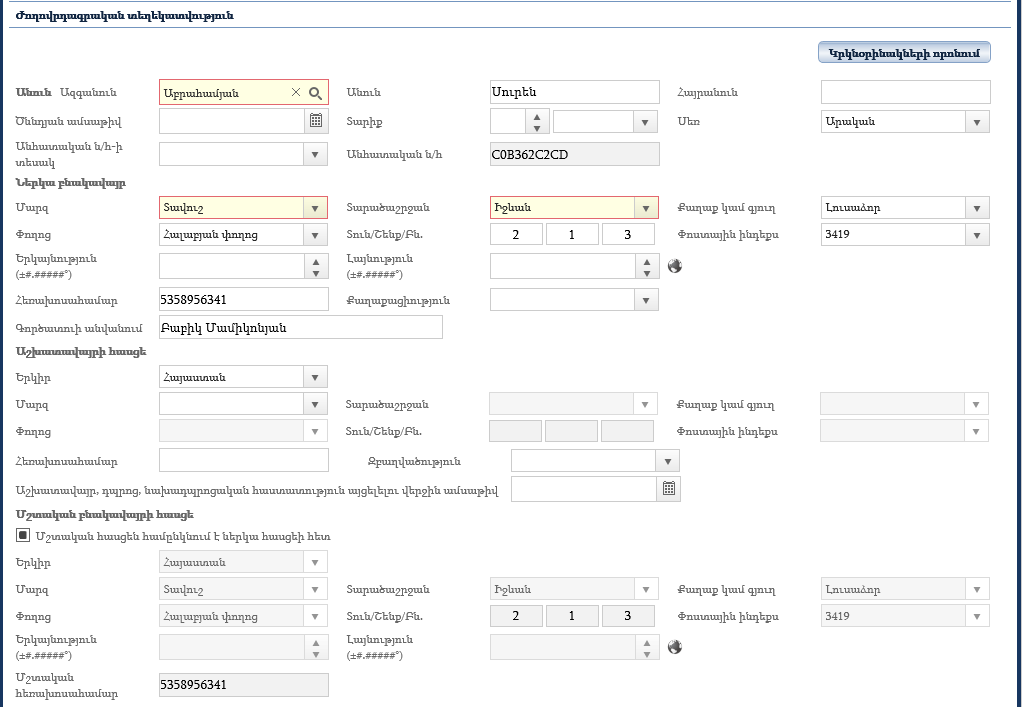 Ժողովրդագրական տեղեկատվություն
Կրկնօրինակների որոնում
Անուն Ազգանուն Աբրահամյան Անուն Սուրեն Հայրանուն
Ծննդյան ամսաթիվ Տարիք Սեռ Արական
Անհատական ն/հ-ի տեսակ Անհատական ն/հ C0B362C2CD
Ներկա բնակավայր
Մարզ Տավուշ Տարածաշրջան Իջևան Քաղաք կամ գյուղ Լուսաձոր
Փողոց Հալաբյան փողոց Տուն/Շենք/Բն. 2 1 3 Փոստային ինդեքս 3419
Երկայնություն (±#.#####°) Լայնություն (±#.#####°)
Հեռախոսահամար 5358956341 Քաղաքացիություն
Գործատուի անվանում Բաբիկ Մամիկոնյան
Աշխատավայրի հասցե
Երկիր Հայաստան
Մարզ Տարածաշրջան Քաղաք կամ գյուղ
Փողոց Տուն/Շենք/Բն. Փոստային ինդեքս
Հեռախոսահամար Զբաղվածություն
Աշխատավայր, դպրոց, նախադպրոցական հաստատություն այցելելու վերջին ամսաթիվ
Մշտական բնակավայրի հասցե
Մշտական հասցեն համընկնում է ներկա հասցեի հետ
Երկիր Հայաստան
Մարզ Տավուշ Տարածաշրջան Իջևան Քաղաք կամ գյուղ Լուսաձոր
Փողոց Հալաբյան փողոց Տուն/Շենք/Բն. 2 1 3 Փոստային ինդեքս 3419
Երկայնություն (±#.#####°) Լայնություն (±#.#####°)
Մշտական հեռախոսահամար 5358956341